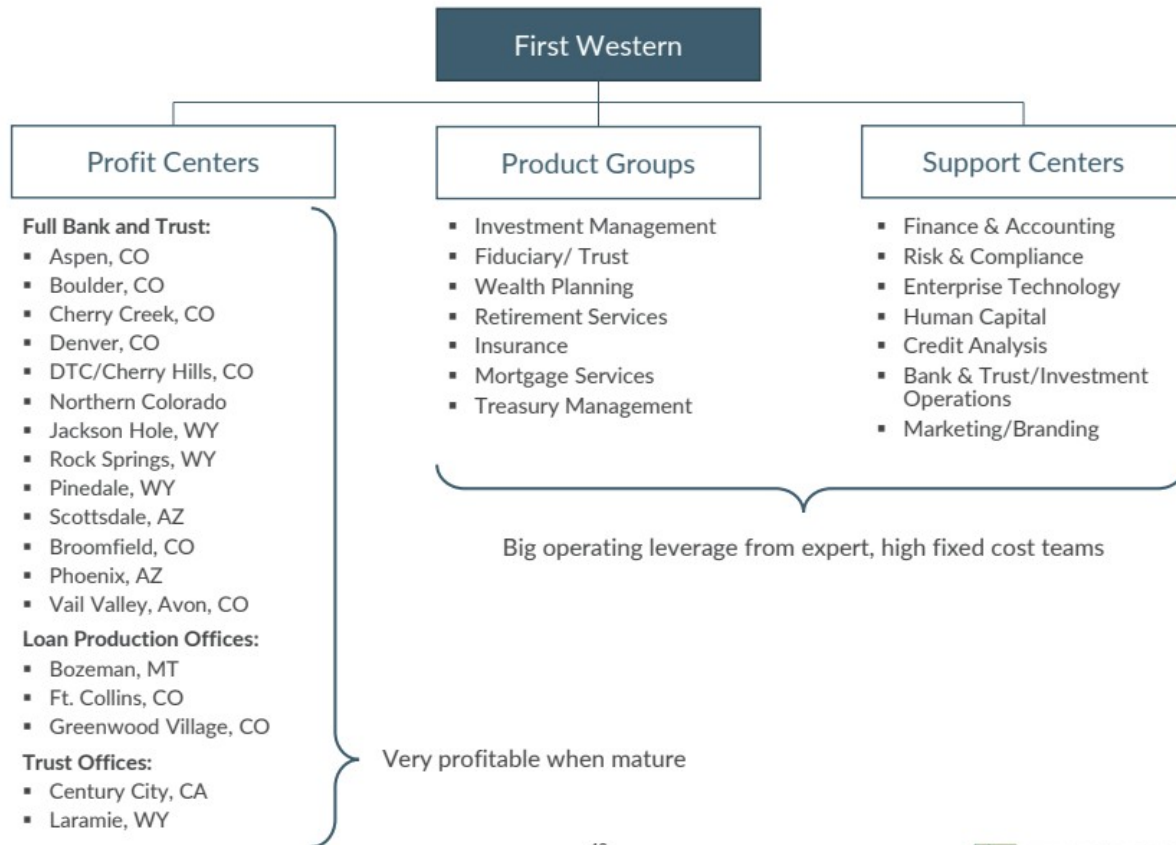 First Western
Profit Centers
Full Bank and Trust:
▪ Aspen, CO
▪ Boulder, CO
▪ Cherry Creek, CO
▪ Denver, CO
▪ DTC/Cherry Hills, CO
▪ Northern Colorado
▪ Jackson Hole, WY
▪ Rock Springs, WY
▪ Pinedale, WY
▪ Scottsdale, AZ
▪ Broomfield, CO
▪ Phoenix, AZ
▪ Vail Valley, Avon, CO
Loan Production Offices:
▪ Bozeman, MT
▪ Ft. Collins, CO
▪ Greenwood Village, CO
Trust Offices:
▪ Century City, CA
▪ Laramie, WY
Very profitable when mature
Product Groups
▪ Investment Management
▪ Fiduciary/ Trust
▪ Wealth Planning
▪ Retirement Services
▪ Insurance
▪ Mortgage Services
▪ Treasury Management
Support Centers
▪ Finance & Accounting
▪ Risk & Compliance
▪ Enterprise Technology
▪ Human Capital
▪ Credit Analysis
▪ Bank & Trust/Investment
Operations
▪ Marketing/Branding
Big operating leverage from expert, high fixed cost teams